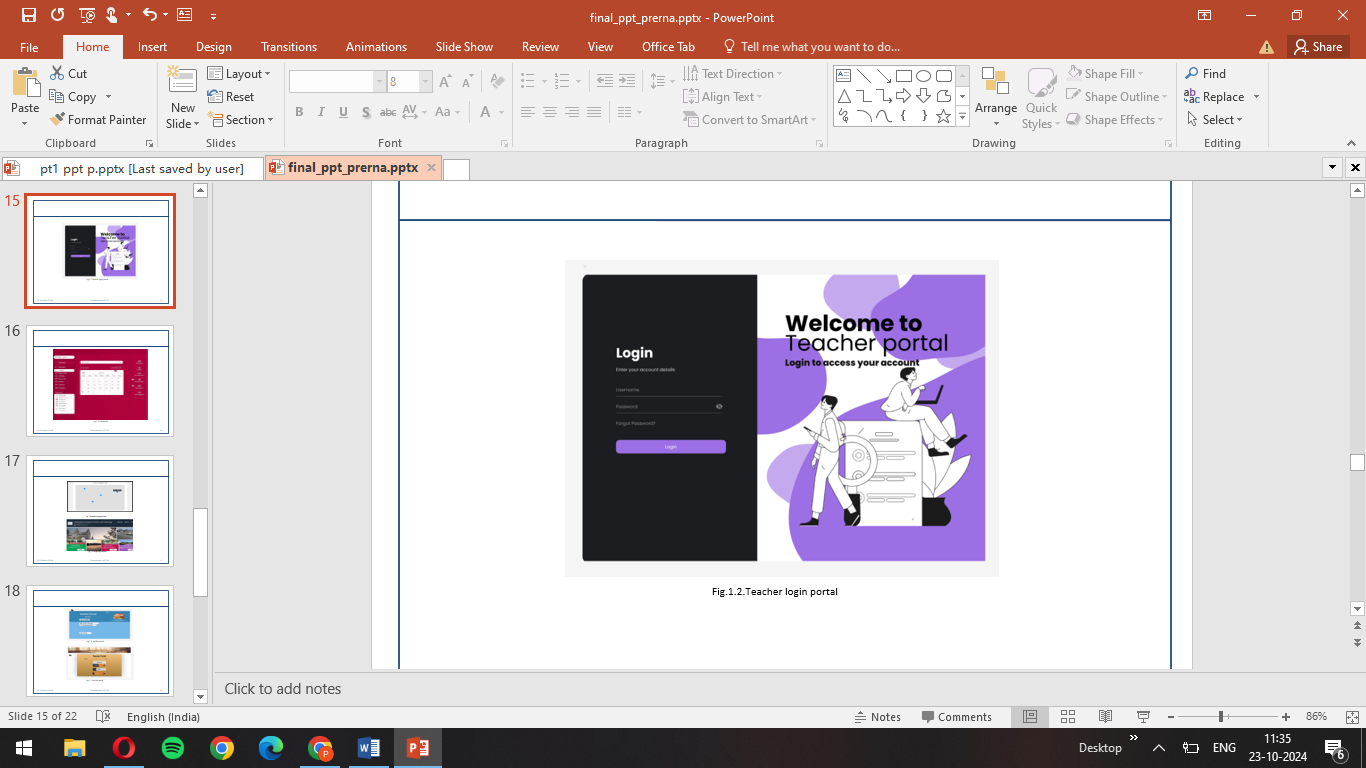 final_ppt_prerna.pptx - PowerPoint
File Home Insert Design Transitions Animations Slide Show Review View Office Tab Tell me what you want to do... Share
Paste
Cut
Copy
Format Painter
Clipboard
New
Slide
Layout
Reset
Section
Slides
8
B I U S abc AV Aa A
Font
Text Direction
Align Text
Convert to SmartArt
Paragraph
Arrange
Quick
Styles
Shape Fill
Shape Outline
Shape Effects
Drawing
Find
Replace
Select
Editing
pt1 ppt p.pptx [Last saved by user] final_ppt_prerna.pptx
15
16
17
18
Login
Enter your account details
Username
Password
Forgot Password?
Login
Welcome to
Teacher portal
Login to access your account
Fig.1.2.Teacher login portal
Click to add notes
Slide 15 of 22 English (India) Notes Comments 86%
Desktop ENG 11:35
23-10-2024
6